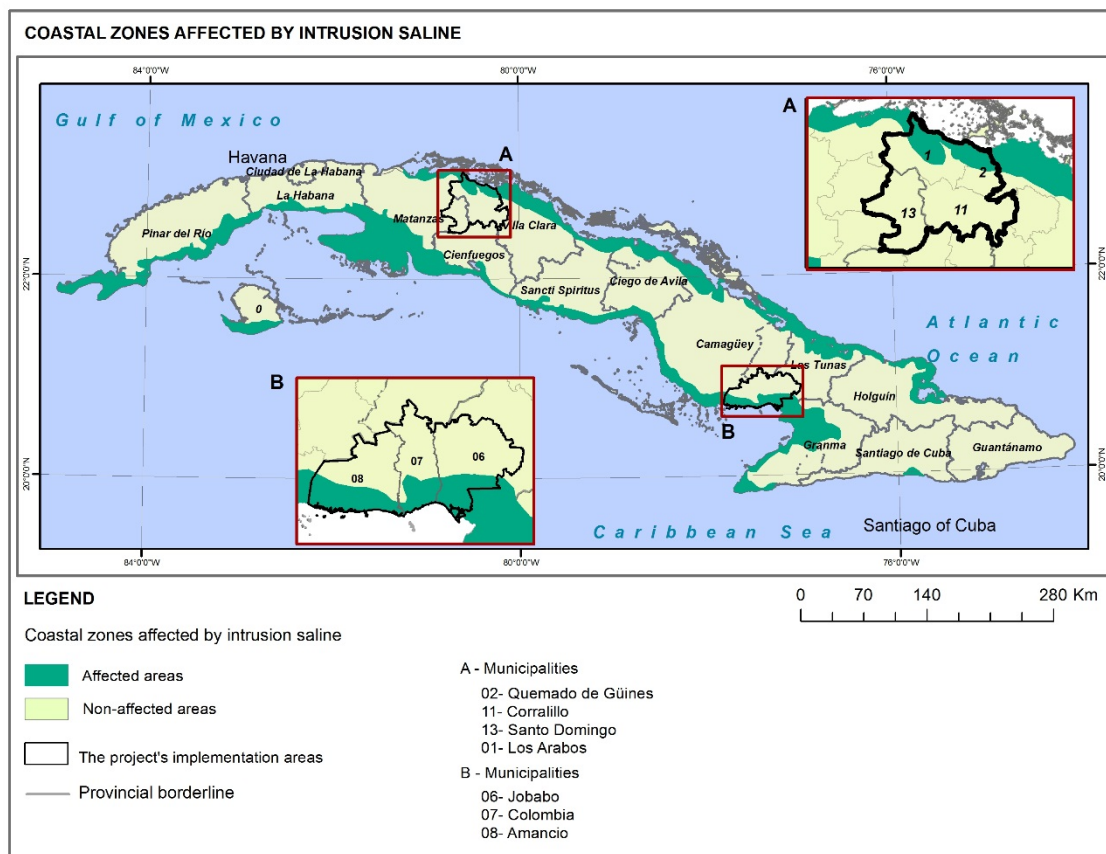 COASTAL ZONES AFFECTED BY INTRUSION SALINE
84°0'0"W
80°0'0"W
76°0'0"W
Gulf of Mexico
Havana
Ciudad de La Habana
La Habana
Pinar del Río
Matanzas
Villa Clara
Cienfuegos
Sancti Spíritus
Ciego de Avila
Camagüey
Las Tunas
Holguín
Granma
Santiago de Cuba
Guantánamo
0
A
A
1
2
13
11
22°0'0"N
22°0'0"N
Atlantic
Ocean
B
B
08
07
06
20°0'0"N
20°0'0"N
Caribbean Sea
Santiago of Cuba
84°0'0"W
80°0'0"W
76°0'0"W
LEGEND
0 70 140 280 Km
Coastal zones affected by intrusion saline
Affected areas
Non-affected areas
The project's implementation areas
Provincial borderline
A - Municipalities
02- Quemado de Güines
11- Corralillo
13- Santo Domingo
01- Los Arabos
B - Municipalities
06- Jobabo
07- Colombia
08- Amancio